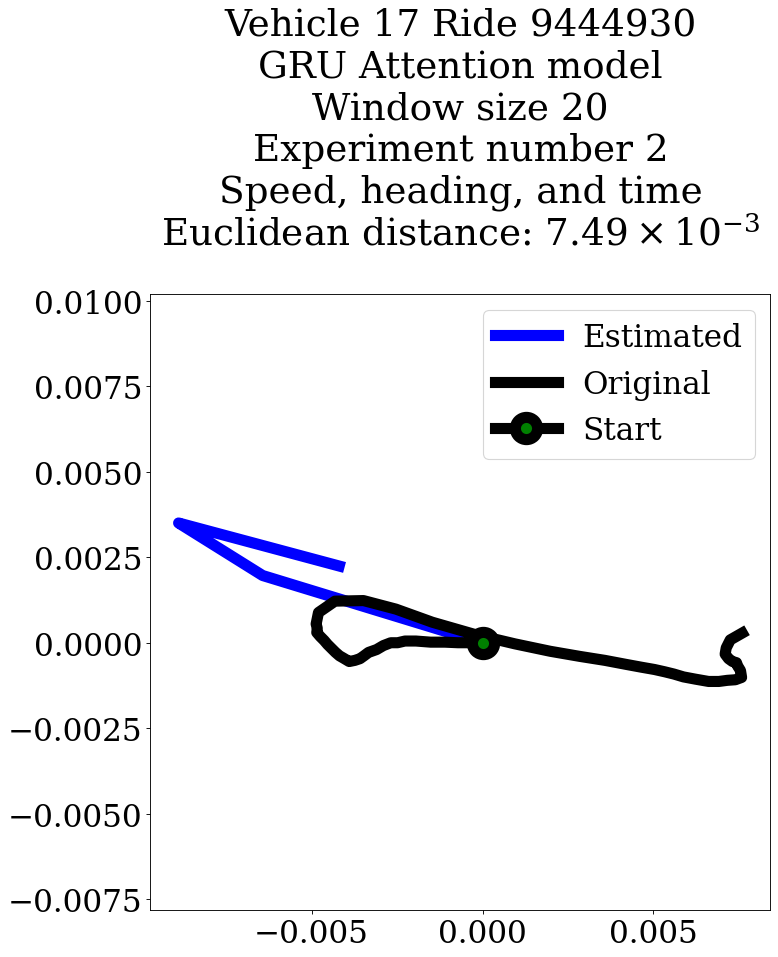 Vehicle 17 Ride 9444930
GRU Attention model
Window size 20
Experiment number 2
Speed, heading, and time
Euclidean distance: 7.49 × 10⁻³
0.0100
0.0075
0.0050
0.0025
0.0000
−0.0025
−0.0050
−0.0075
Estimated
Original
Start
−0.005 0.000 0.005